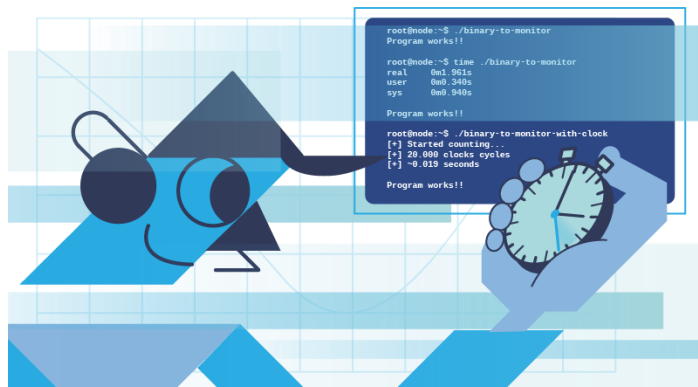 root@node:~$ ./binary-to-monitor
Program works!!
root@node:~$ time ./binary-to-monitor
real 0m1.961s
user 0m0.340s
sys 0m0.940s
Program works!!
root@node:~$ ./binary-to-monitor-with-clock
[+] Started counting...
[+] 20.000 clocks cycles
[+] ~0.019 seconds
Program works!!